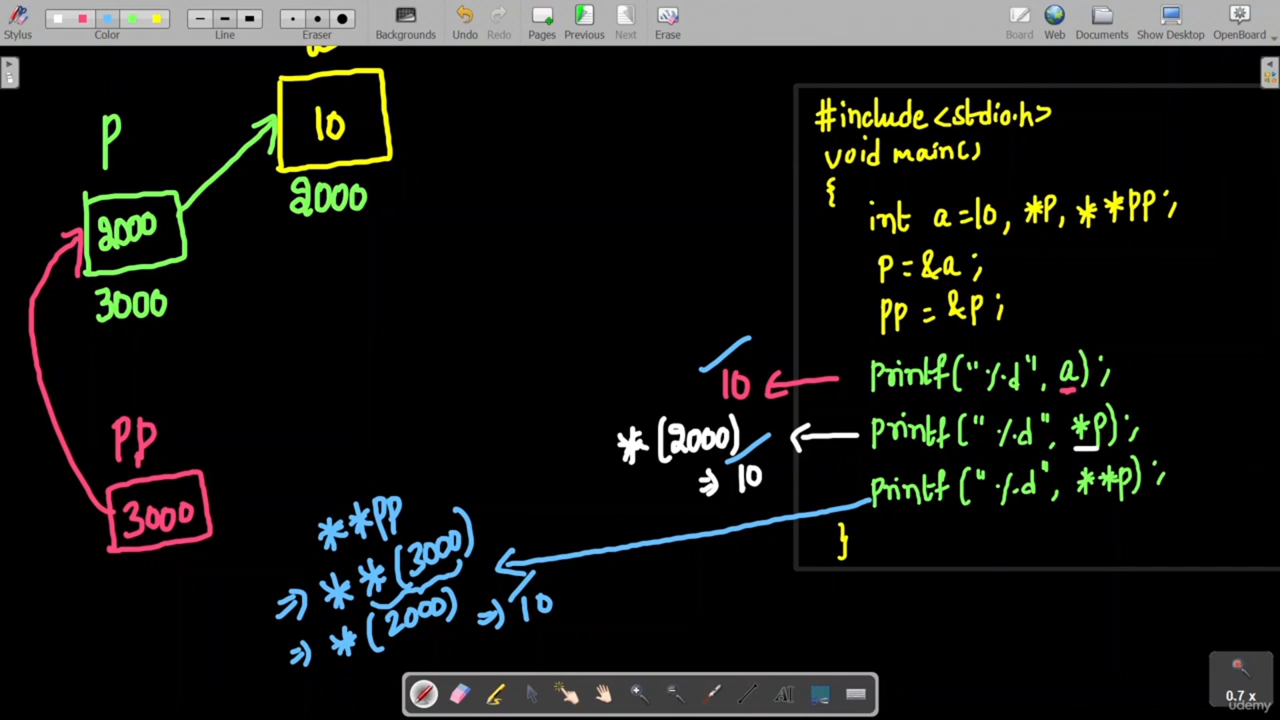 Stylus Color Line Eraser Backgrounds Undo Redo Pages Previous Next Erase Board Web Documents Show Desktop OpenBoard
10
2000
p
2000
3000
pp
3000
#include <stdio.h>
void main()
{
int a=10, *p, **pp;
p = &a;
pp = &p;
printf("%d", a);
10
printf("%d", *p);
*(2000)
⇒ 10
printf("%d", **p);
}
**pp
⇒ **(3000)
⇒ *(2000) ⇒ 10
0.7 x
udemy